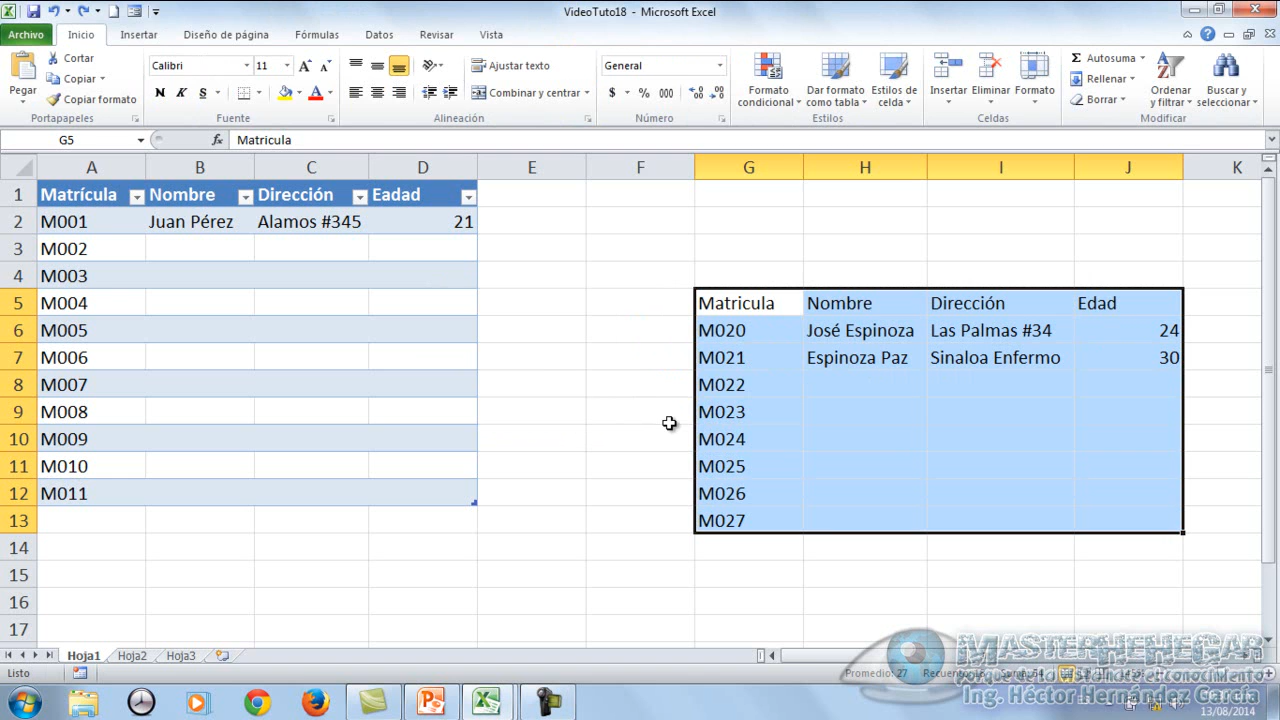 VideoTuto18 - Microsoft Excel
Archivo Inicio Insertar Diseño de página Fórmulas Datos Revisar Vista
Pegar
Cortar
Copiar
Copiar formato
Portapapeles
Calibri 11
N K S
Fuente
Ajustar texto
Combinar y centrar
Alineación
General
$ % 000
Número
Formato condicional
Dar formato como tabla
Estilos de celda
Estilos
Insertar Eliminar Formato
Celdas
Autosuma
Rellenar
Borrar
Ordenar y filtrar
Buscar y seleccionar
Modificar
G5 fx Matricula
A B C D E F G H I J K
1 Matrícula Nombre Dirección Eadad
2 M001 Juan Pérez Alamos #345 21
3 M002
4 M003
5 M004 Matricula Nombre Dirección Edad
6 M005 M020 José Espinoza Las Palmas #34 24
7 M006 M021 Espinoza Paz Sinaloa Enfermo 30
8 M007 M022
9 M008 M023
10 M009 M024
11 M010 M025
12 M011 M026
13 M027
14
15
16
17
Hoja1 Hoja2 Hoja3
MASTERHEHEGAR
Ing. Héctor Hernández García
Listo Promedio: 27
13/08/2014